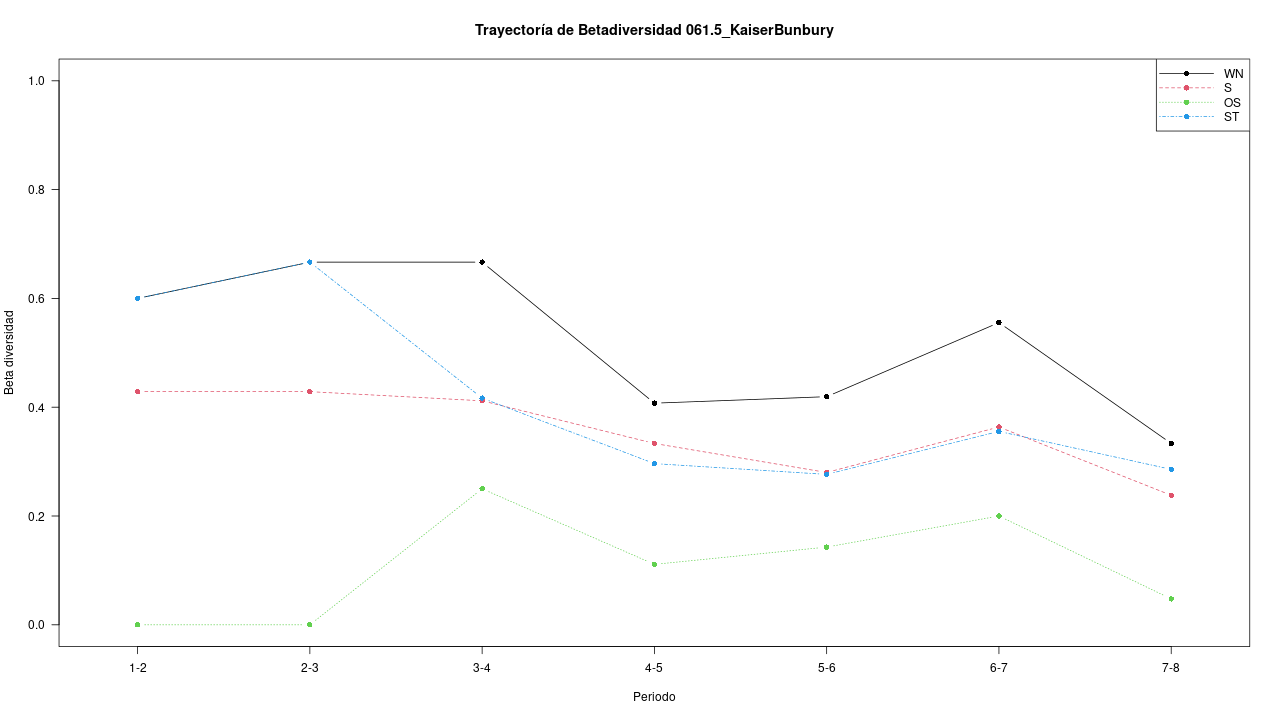 Trayectoría de Betadiversidad 061.5_KaiserBunbury
WN
S
OS
ST
Beta diversidad
1.0
0.8
0.6
0.4
0.2
0.0
1-2 2-3 3-4 4-5 5-6 6-7 7-8
Periodo